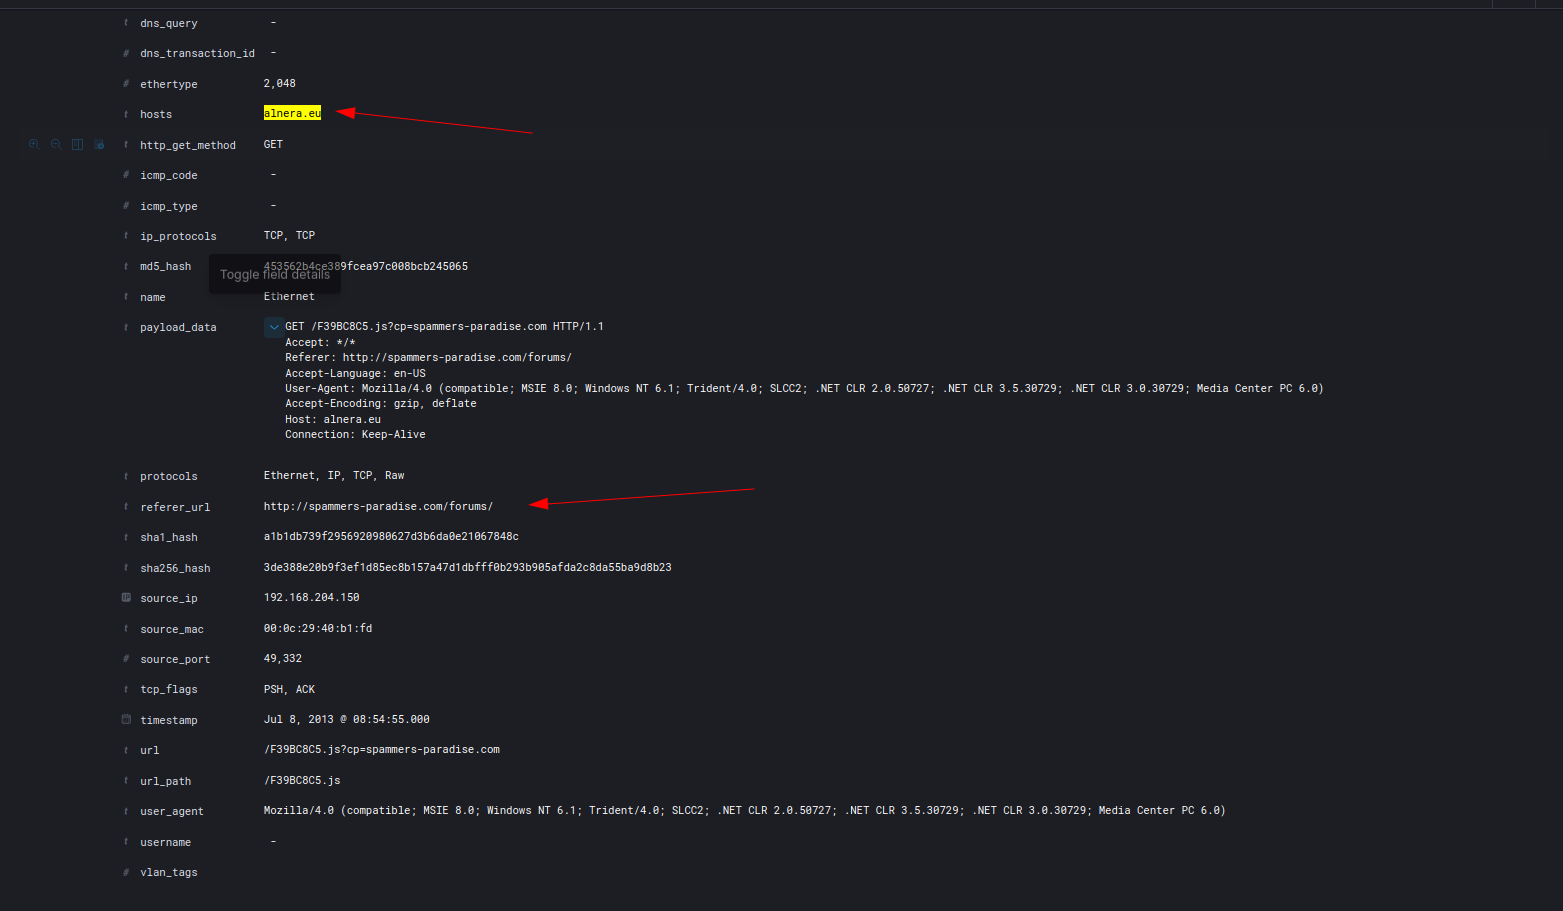 dns_query -
dns_transaction_id -
ethertype 2,048
hosts alnera.eu
http_get_method GET
icmp_code -
icmp_type -
ip_protocols TCP, TCP
md5_hash 453562b4ce389fcea97c008bcb245065
Toggle field details
name Ethernet
payload_data GET /F39BC8C5.js?cp=spammers-paradise.com HTTP/1.1
Accept: */*
Referer: http://spammers-paradise.com/forums/
Accept-Language: en-US
User-Agent: Mozilla/4.0 (compatible; MSIE 8.0; Windows NT 6.1; Trident/4.0; SLCC2; .NET CLR 2.0.50727; .NET CLR 3.5.30729; .NET CLR 3.0.30729; Media Center PC 6.0)
Accept-Encoding: gzip, deflate
Host: alnera.eu
Connection: Keep-Alive
protocols Ethernet, IP, TCP, Raw
referer_url http://spammers-paradise.com/forums/
sha1_hash a1b1db739f2956920980627d3b6da0e21067848c
sha256_hash 3de388e20b9f3ef1d85ec8b157a47d1dbfff0b293b905afda2c8da55ba9d8b23
source_ip 192.168.204.150
source_mac 00:0c:29:40:b1:fd
source_port 49,332
tcp_flags PSH, ACK
timestamp Jul 8, 2013 @ 08:54:55.000
url /F39BC8C5.js?cp=spammers-paradise.com
url_path /F39BC8C5.js
user_agent Mozilla/4.0 (compatible; MSIE 8.0; Windows NT 6.1; Trident/4.0; SLCC2; .NET CLR 2.0.50727; .NET CLR 3.5.30729; .NET CLR 3.0.30729; Media Center PC 6.0)
username -
vlan_tags